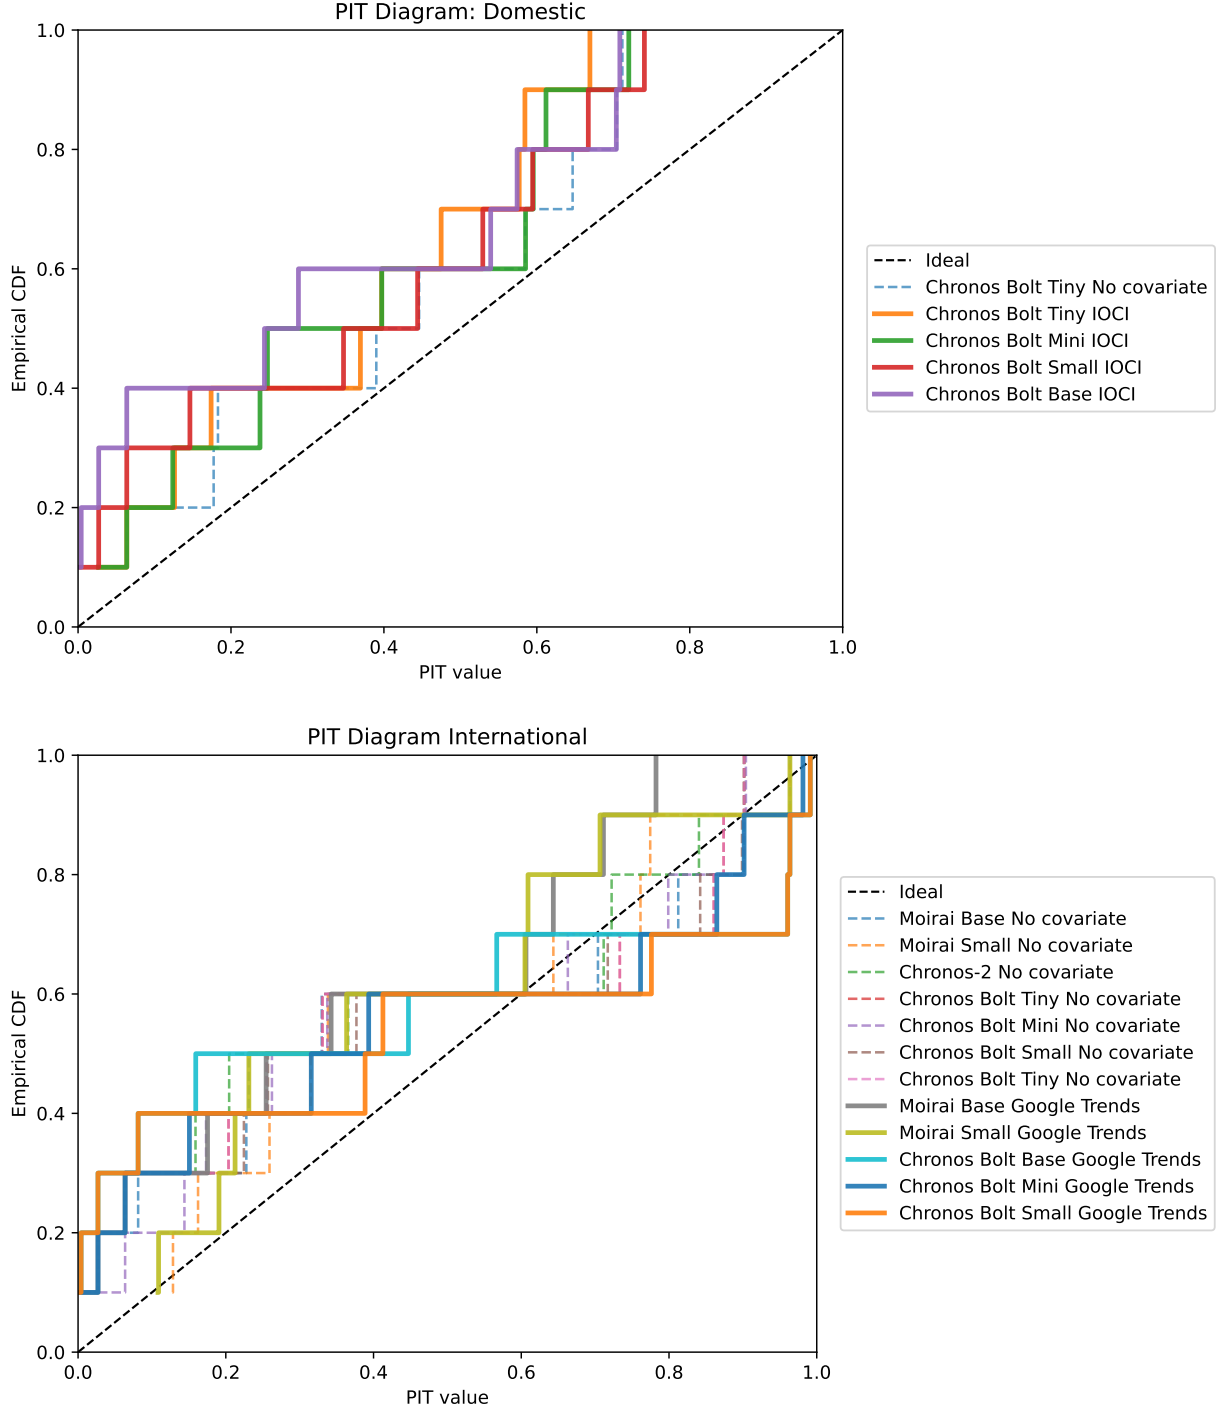 PIT Diagram: Domestic
1.0
0.8
0.6
0.4
0.2
0.0
Empirical CDF
0.0 0.2 0.4 0.6 0.8 1.0
PIT value
Ideal
Chronos Bolt Tiny No covariate
Chronos Bolt Tiny IOCI
Chronos Bolt Mini IOCI
Chronos Bolt Small IOCI
Chronos Bolt Base IOCI
PIT Diagram International
1.0
0.8
0.6
0.4
0.2
0.0
Empirical CDF
0.0 0.2 0.4 0.6 0.8 1.0
PIT value
Ideal
Moirai Base No covariate
Moirai Small No covariate
Chronos-2 No covariate
Chronos Bolt Tiny No covariate
Chronos Bolt Mini No covariate
Chronos Bolt Small No covariate
Chronos Bolt Tiny No covariate
Moirai Base Google Trends
Moirai Small Google Trends
Chronos Bolt Base Google Trends
Chronos Bolt Mini Google Trends
Chronos Bolt Small Google Trends